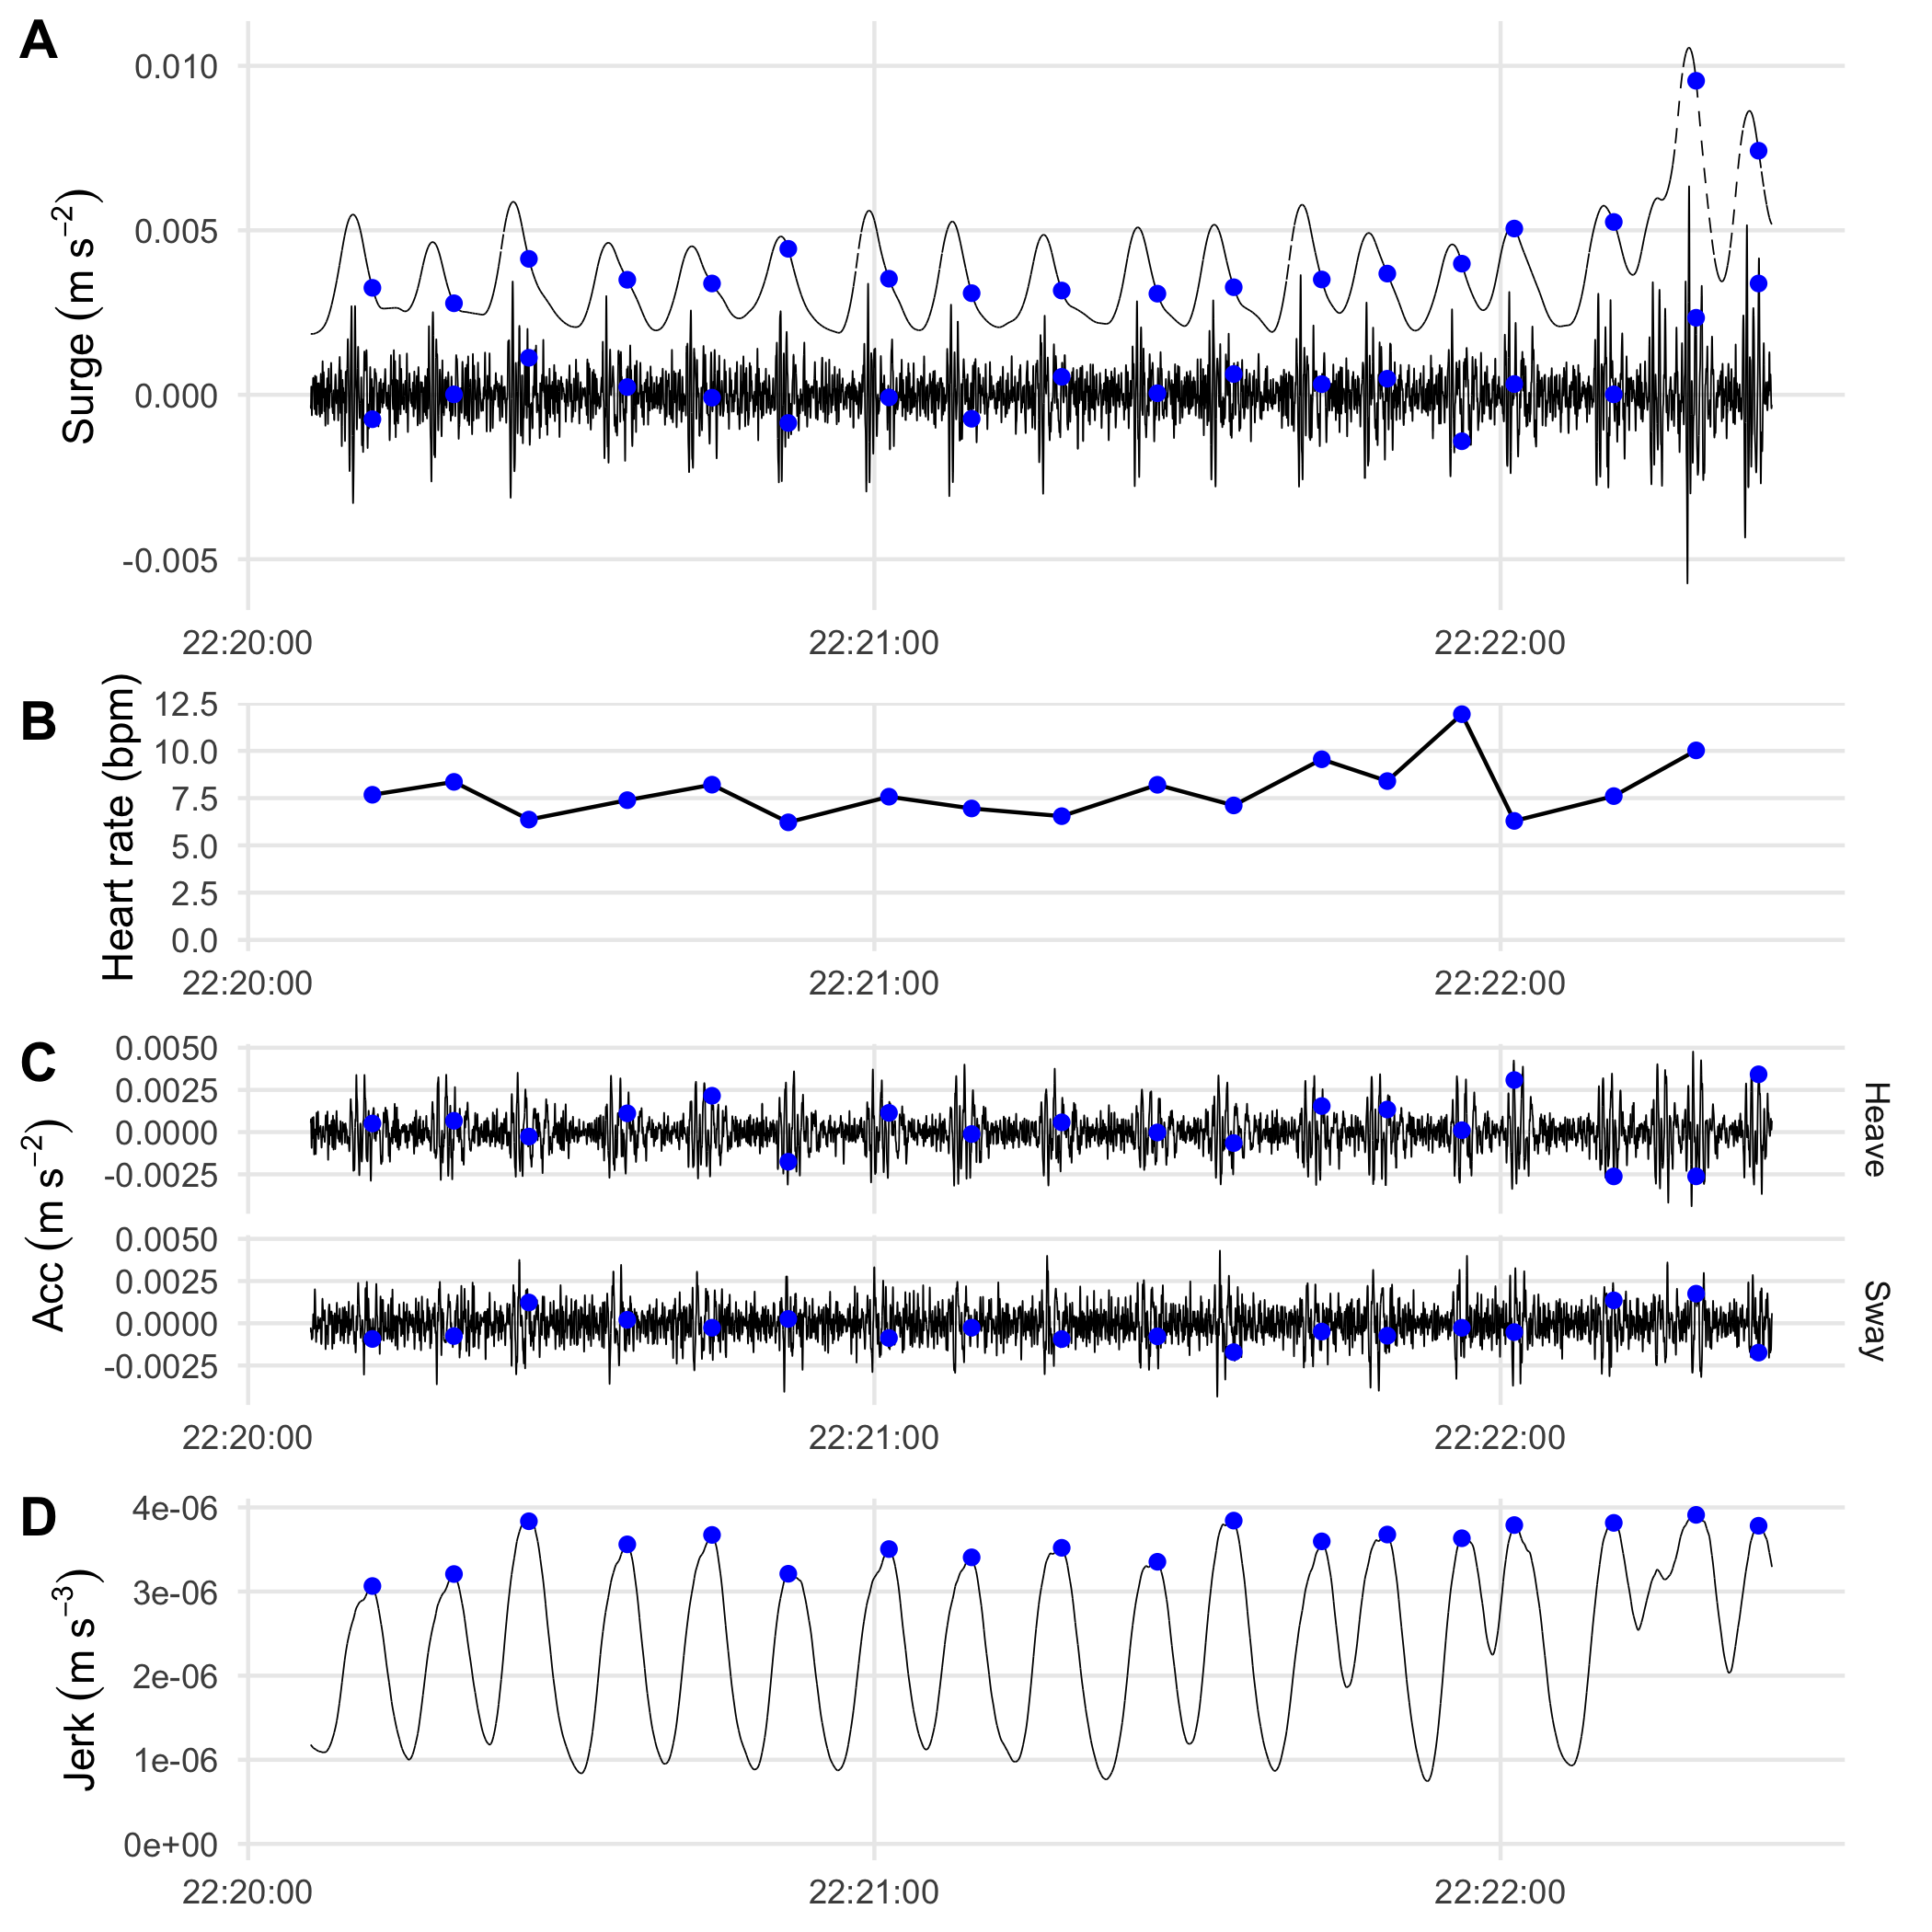 A
Surge (m s−2)
0.010
0.005
0.000
-0.005
22:20:00 22:21:00 22:22:00
B
Heart rate (bpm)
12.5
10.0
7.5
5.0
2.5
0.0
22:20:00 22:21:00 22:22:00
C
Acc (m s−2)
0.0050
0.0025
0.0000
-0.0025
Heave
0.0050
0.0025
0.0000
-0.0025
Sway
22:20:00 22:21:00 22:22:00
D
Jerk (m s−3)
4e-06
3e-06
2e-06
1e-06
0e+00
22:20:00 22:21:00 22:22:00